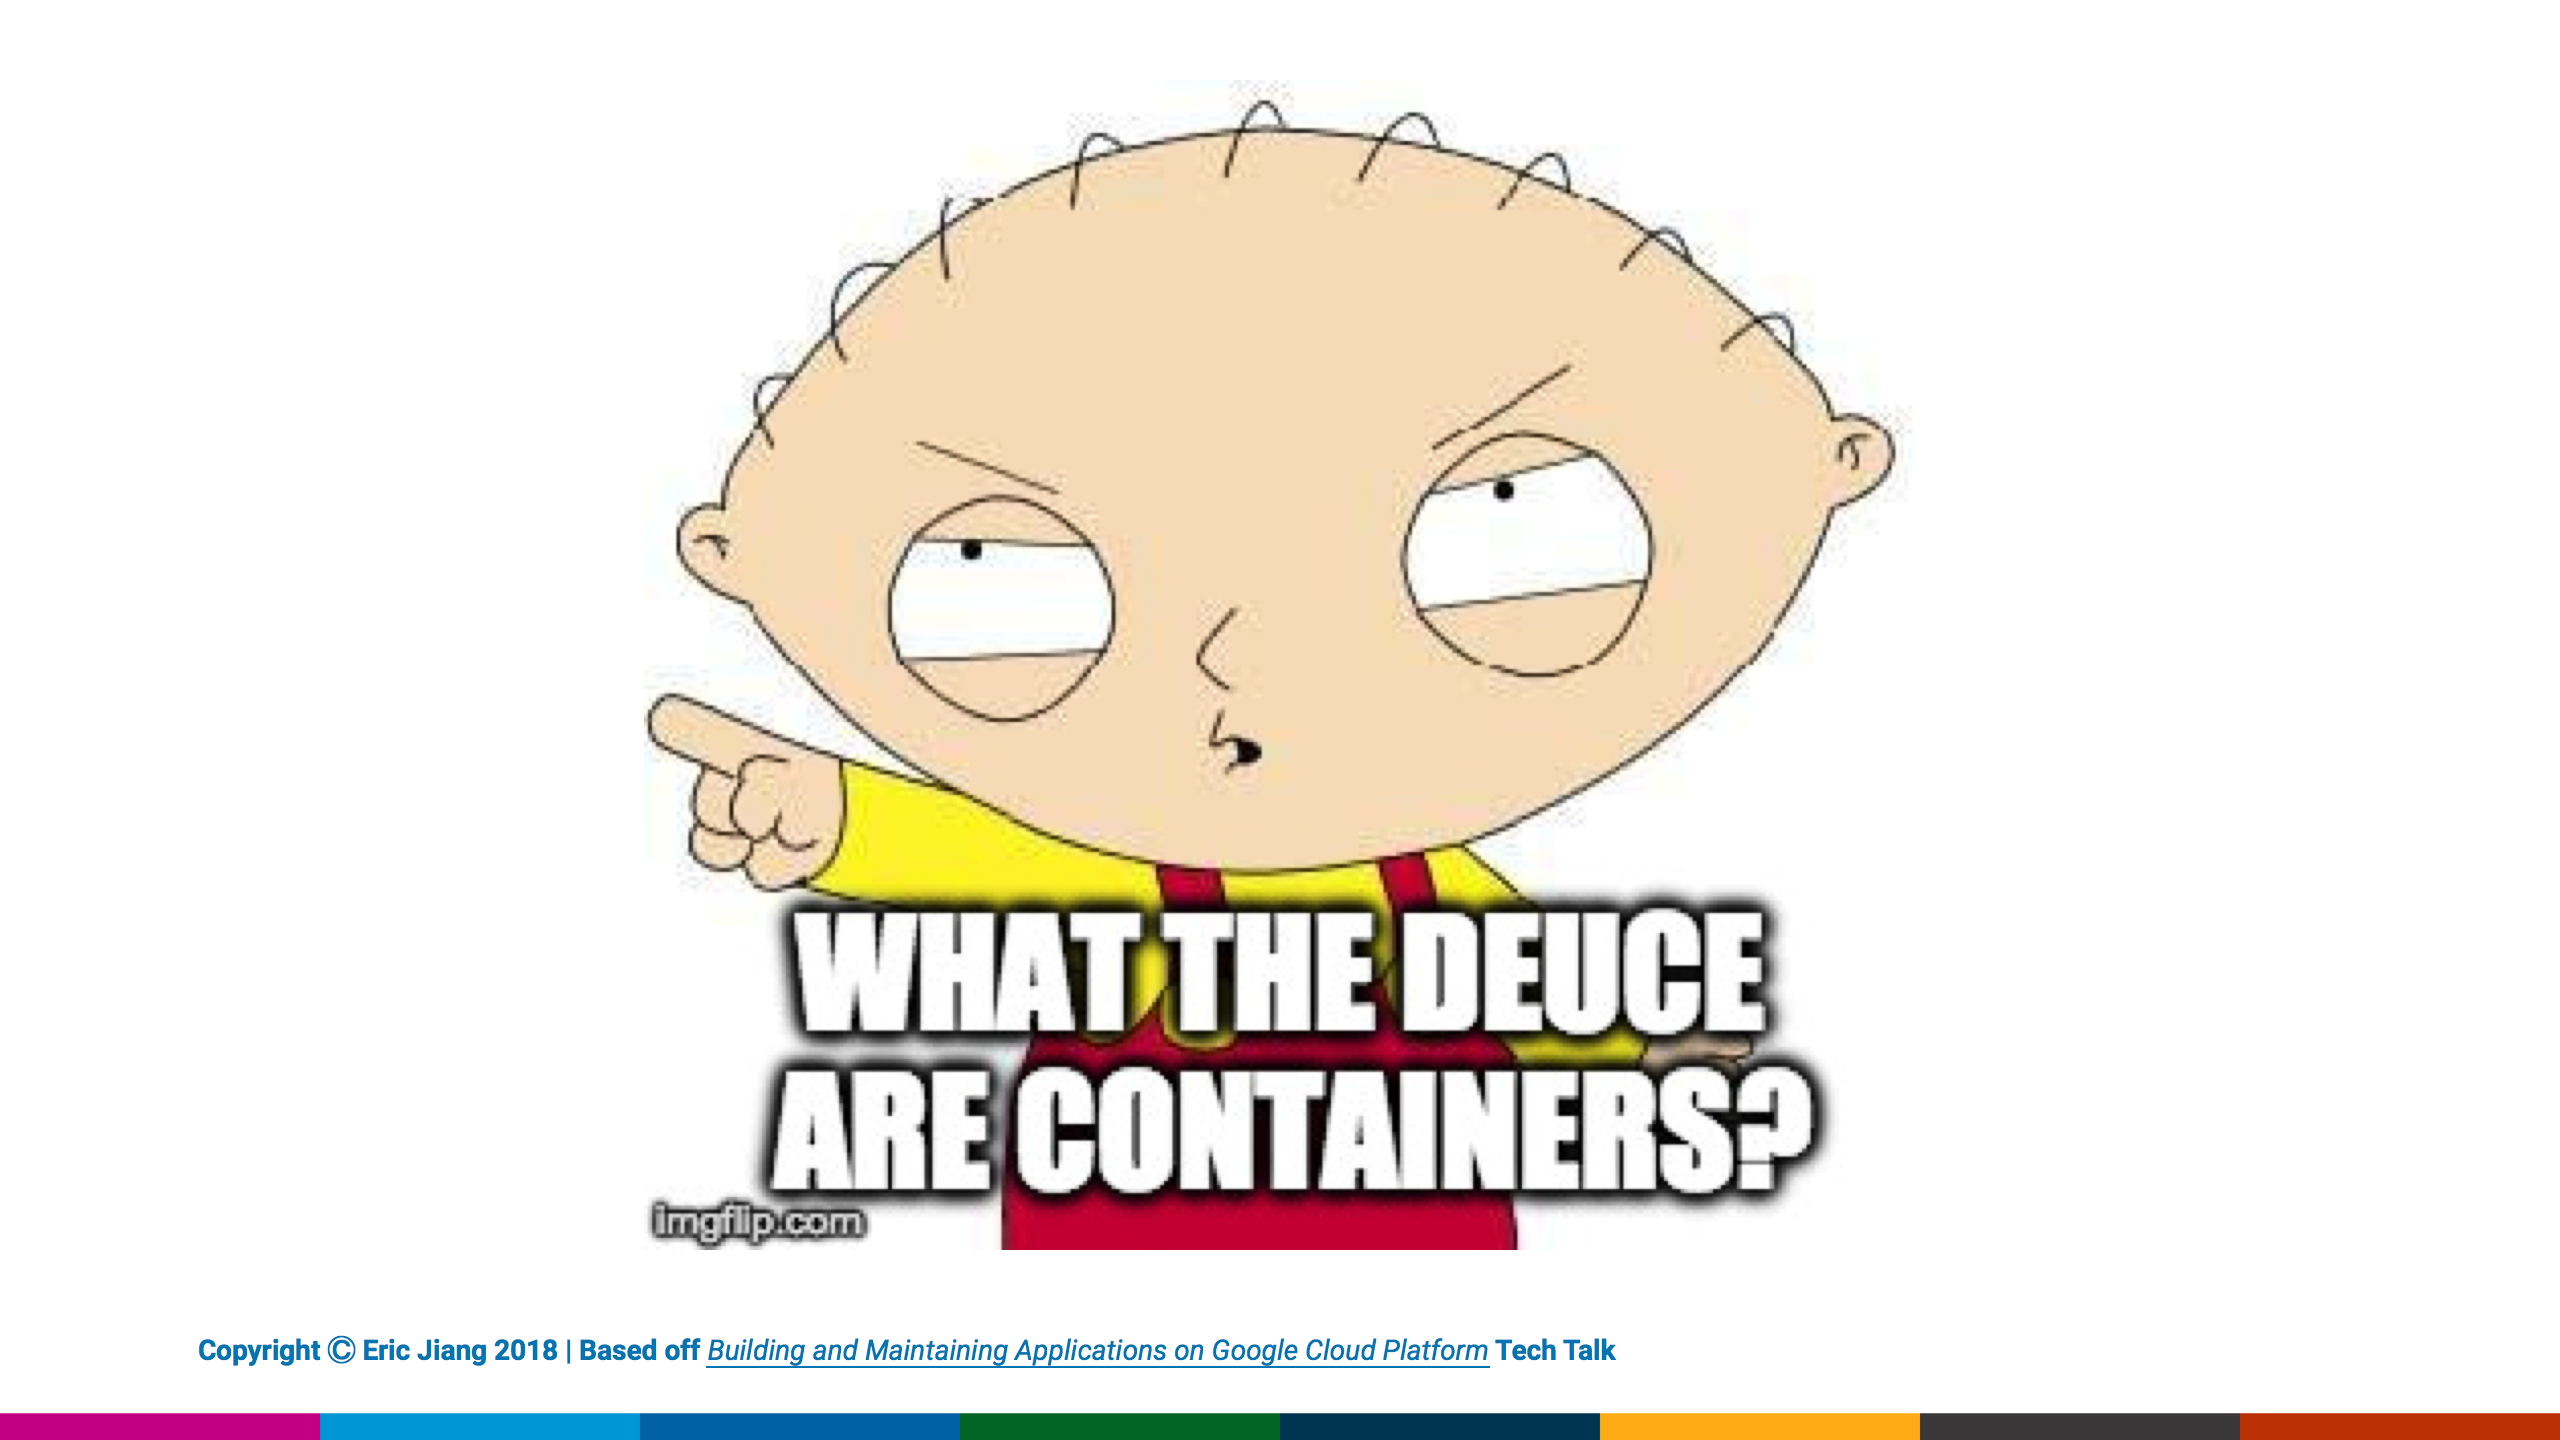 WHAT THE DEUCE
ARE CONTAINERS?
imgflip.com
Copyright Ⓒ Eric Jiang 2018 | Based off Building and Maintaining Applications on Google Cloud Platform Tech Talk